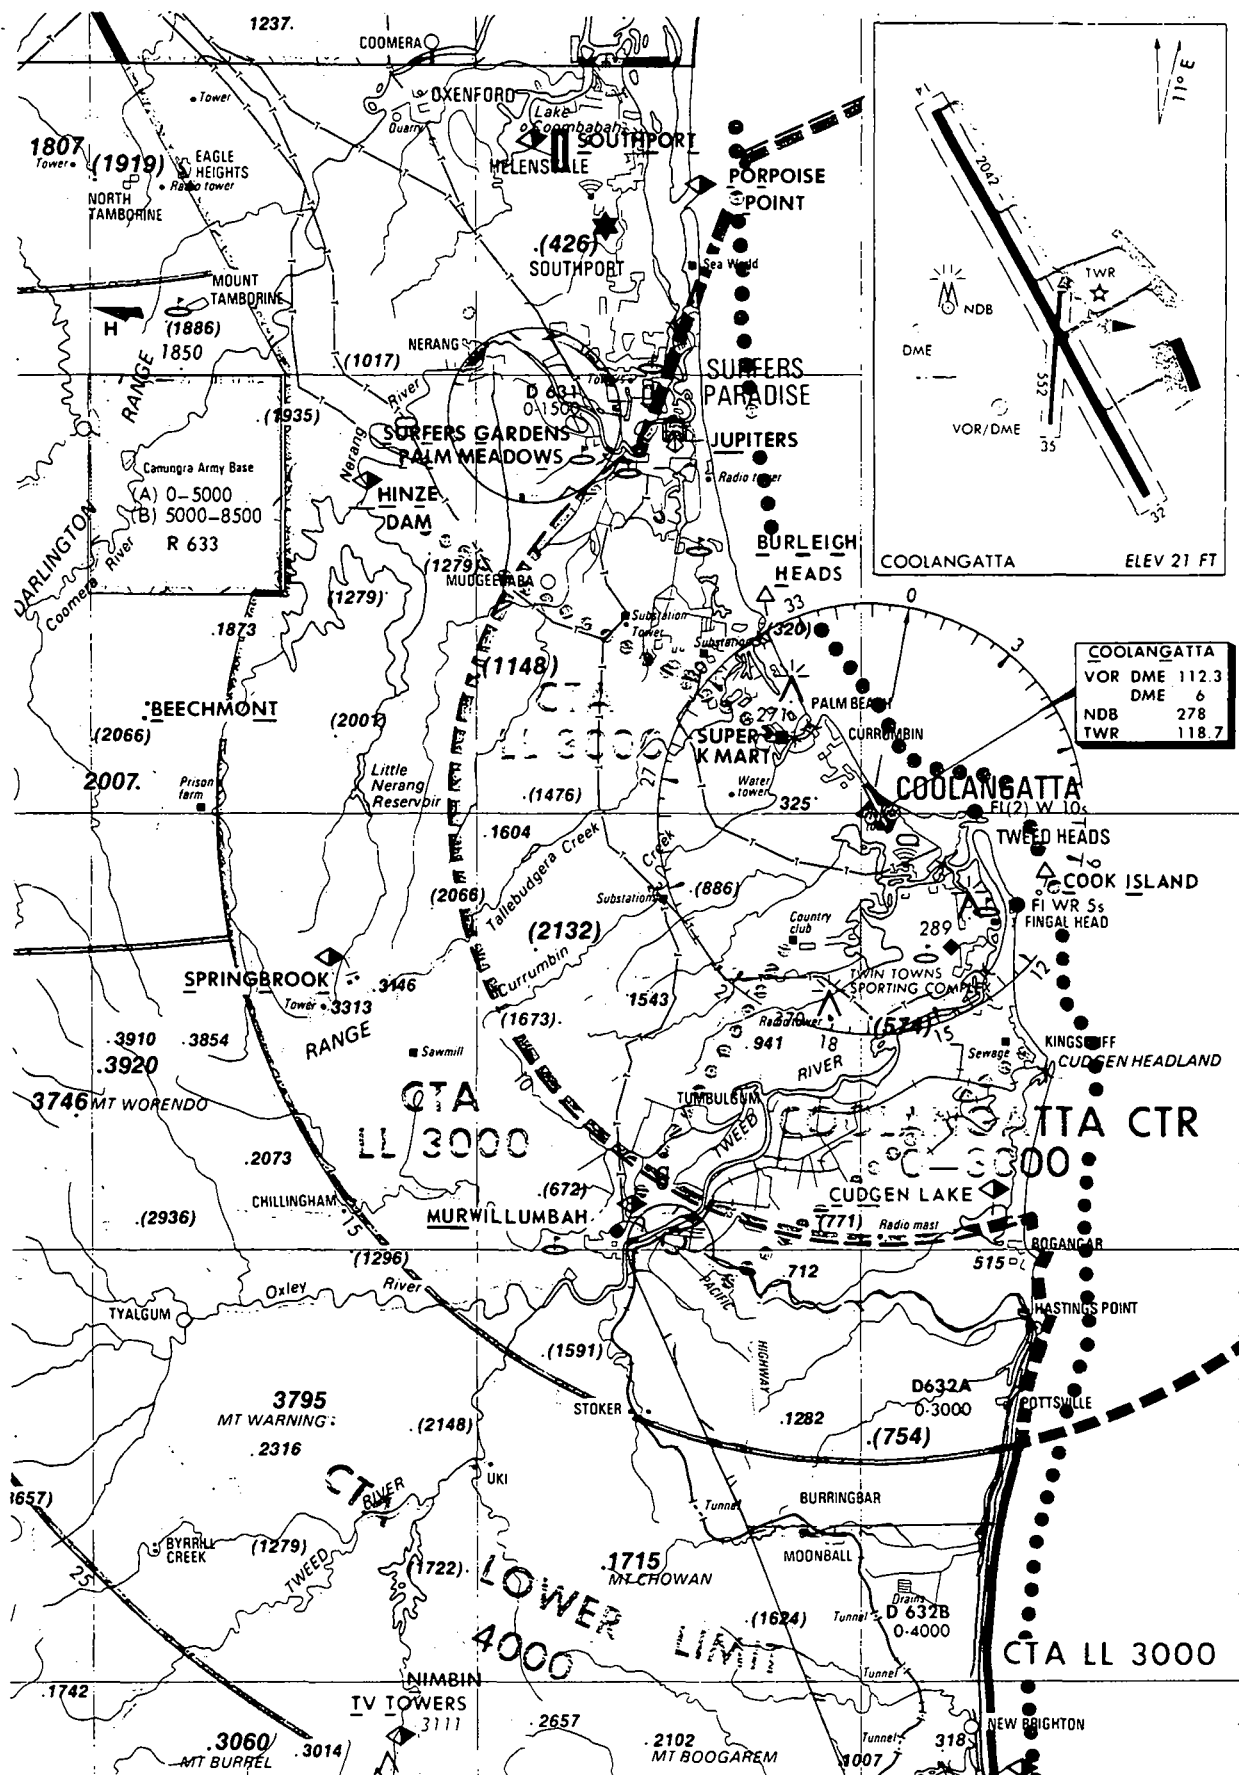 1237.
COOMERA
Tower
OXENFORD
Quarry
Lake
Coombabah
1807
Tower
(1919)
EAGLE
HEIGHTS
Radio tower
NORTH
TAMBORINE
SOUTHPORT
HELENSVALE
PORPOISE
POINT
.(426)
SOUTHPORT
Sea World
MOUNT
TAMBORINE
H
(1886)
1850
RANGE
(1017)
NERANG
River
SURFERS
PARADISE
D 631
0-1500
.(1935)
Nerang
SURFERS GARDENS
PALM MEADOWS
JUPITERS
Radio tower
Canungra Army Base
(A) 0-5000
(B) 5000-8500
R 633
HINZE
DAM
DARLINGTON
Coomera River
BURLEIGH
HEADS
(1279)
MUDGEERABA
(1279)
.1873
Substation
Tower
Substation
33
(320)
0
3
(1148)
CTA
LL 3000
BEECHMONT
(2066)
(2001)
2007.
Prison
farm
Little
Nerang
Reservoir
PALM BEACH
CURRUMBIN
271
SUPER
K MART
27
Water
tower
325
COOLANGATTA
Fl(2) W 10s
TWEED HEADS
.(1476)
.1604
Tallebudgera Creek
Creek
(2066)
Substation
.(886)
COOK ISLAND
Fl WR 5s
FINGAL HEAD
(2132)
Currumbin
Country
club
289
12
TWIN TOWNS
SPORTING COMPLEX
SPRINGBROOK
.3146
Tower
3313
RANGE
1543
(1673).
Radio tower
18
.(574)
15
.941
RIVER
Sewage
KINGSCLIFF
CUDGEN HEADLAND
.3910
.3854
.3920
3746
MT WORENDO
Sawmill
10
CTA
LL 3000
TUMBULGUM
TWEED
COOLANGATTA CTR
0-3000
.2073
CHILLINGHAM
15
.(2936)
.(672)
MURWILLUMBAH
CUDGEN LAKE
(771)
Radio mast
BOGANGAR
515
(1296)
Oxley
River
.712
PACIFIC
HIGHWAY
TYALGUM
HASTINGS POINT
.(1591)
3795
MT WARNING
.2316
.(2148)
STOKER
D632A
0-3000
POTTSVILLE
.1282
.(754)
CT
RIVER
UKI
BURRINGBAR
Tunnel
3657)
BYRRILL
CREEK
(1279)
TWEED
25
(1722).
.1715
MT CHOWAN
MOONBALL
Drains
D 632B
0-4000
.(1624)
Tunnel
LOWER LIMIT
4000
CTA LL 3000
Tunnel
.1742
NIMBIN
TV TOWERS
3111
.2657
.2102
MT BOOGAREM
Tunnel
318
NEW BRIGHTON
.3060
MT BURREL
.3014
.1007
11° E
2042
TWR
NDB
DME
VOR/DME
552
35
32
COOLANGATTA
ELEV 21 FT
COOLANGATTA
VOR DME 112.3
DME 6
NDB 278
TWR 118.7